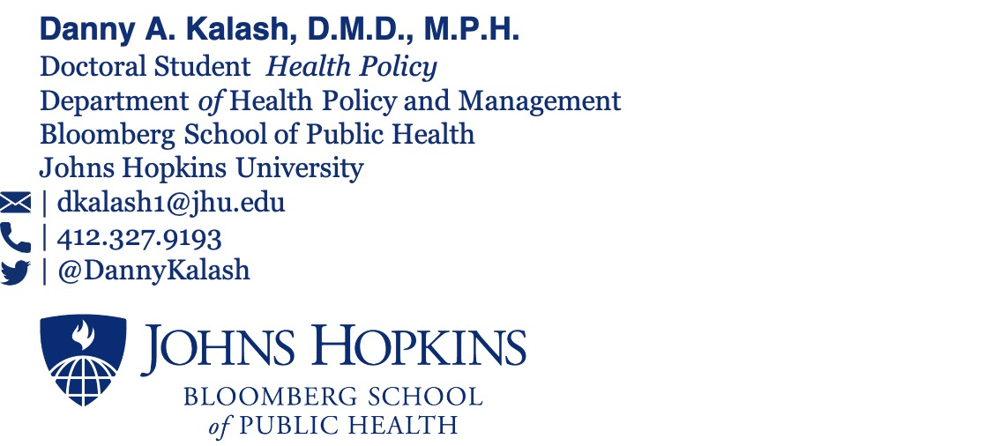 Danny A. Kalash, D.M.D., M.P.H.
Doctoral Student Health Policy
Department of Health Policy and Management
Bloomberg School of Public Health
Johns Hopkins University
| dkalash1@jhu.edu
| 412.327.9193
| @DannyKalash
JOHNS HOPKINS
BLOOMBERG SCHOOL
of PUBLIC HEALTH